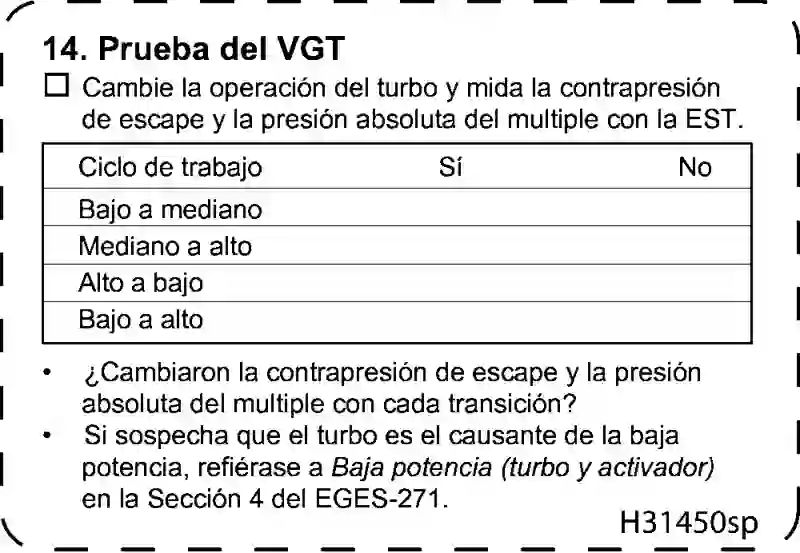 14. Prueba del VGT
☐ Cambie la operación del turbo y mida la contrapresión
de escape y la presión absoluta del multiple con la EST.
Ciclo de trabajo Sí No
Bajo a mediano
Mediano a alto
Alto a bajo
Bajo a alto
• ¿Cambiaron la contrapresión de escape y la presión
absoluta del multiple con cada transición?
• Si sospecha que el turbo es el causante de la baja
potencia, refiérase a Baja potencia (turbo y activador)
en la Sección 4 del EGES-271.
H31450sp